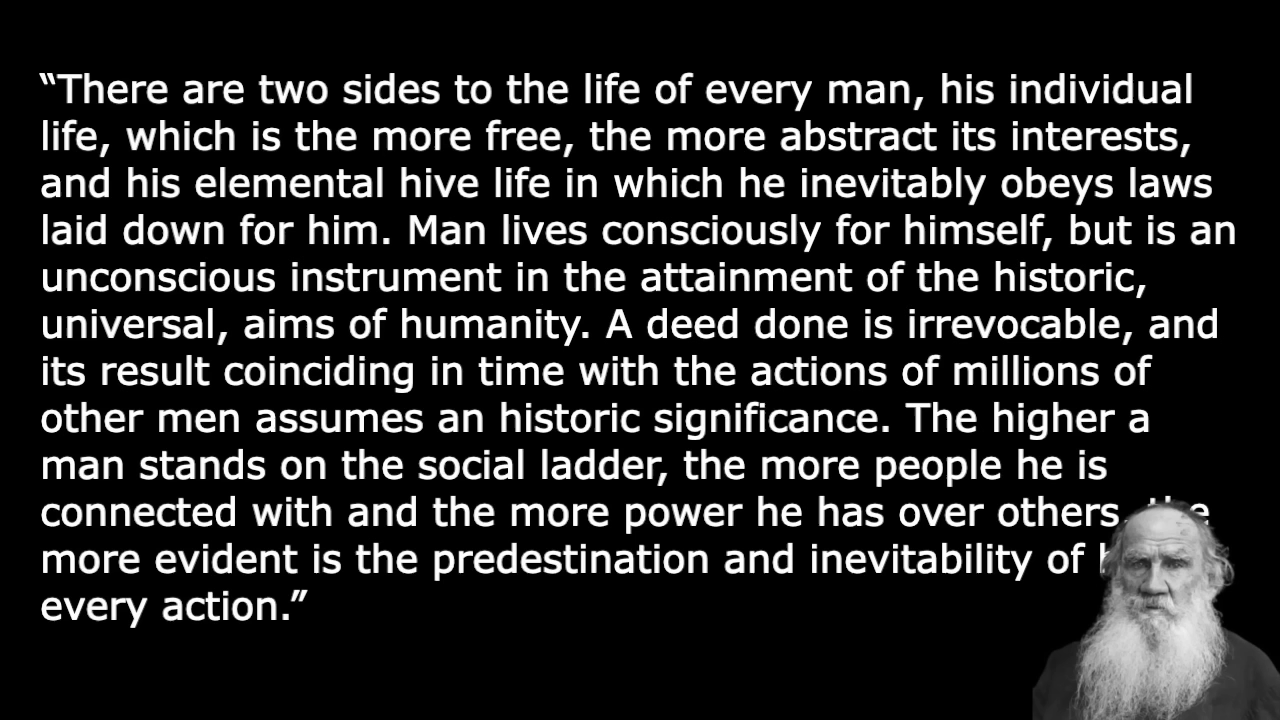 “There are two sides to the life of every man, his individual
life, which is the more free, the more abstract its interests,
and his elemental hive life in which he inevitably obeys laws
laid down for him. Man lives consciously for himself, but is an
unconscious instrument in the attainment of the historic,
universal, aims of humanity. A deed done is irrevocable, and
its result coinciding in time with the actions of millions of
other men assumes an historic significance. The higher a
man stands on the social ladder, the more people he is
connected with and the more power he has over others, the
more evident is the predestination and inevitability of
every action.”